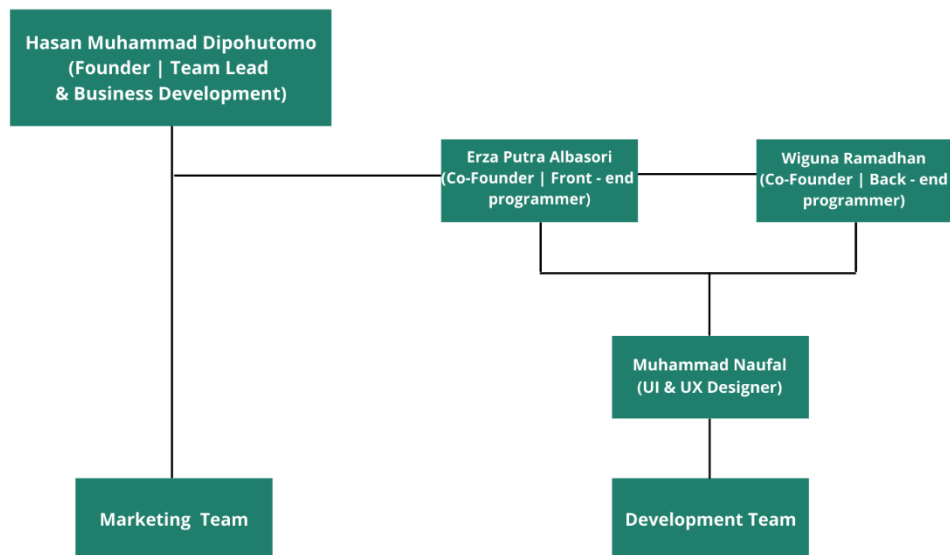 Hasan Muhammad Dipohutomo
(Founder | Team Lead
& Business Development)
Erza Putra Albasori
(Co-Founder | Front - end
programmer)
Wiguna Ramadhan
(Co-Founder | Back - end
programmer)
Muhammad Naufal
(UI & UX Designer)
Marketing Team
Development Team